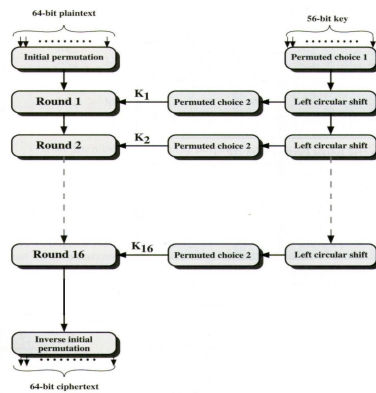 64-bit plaintext
56-bit key
Initial permutation
Permuted choice 1
Round 1
K1
Permuted choice 2
Left circular shift
Round 2
K2
Permuted choice 2
Left circular shift
Round 16
K16
Permuted choice 2
Left circular shift
Inverse initial
permutation
64-bit ciphertext